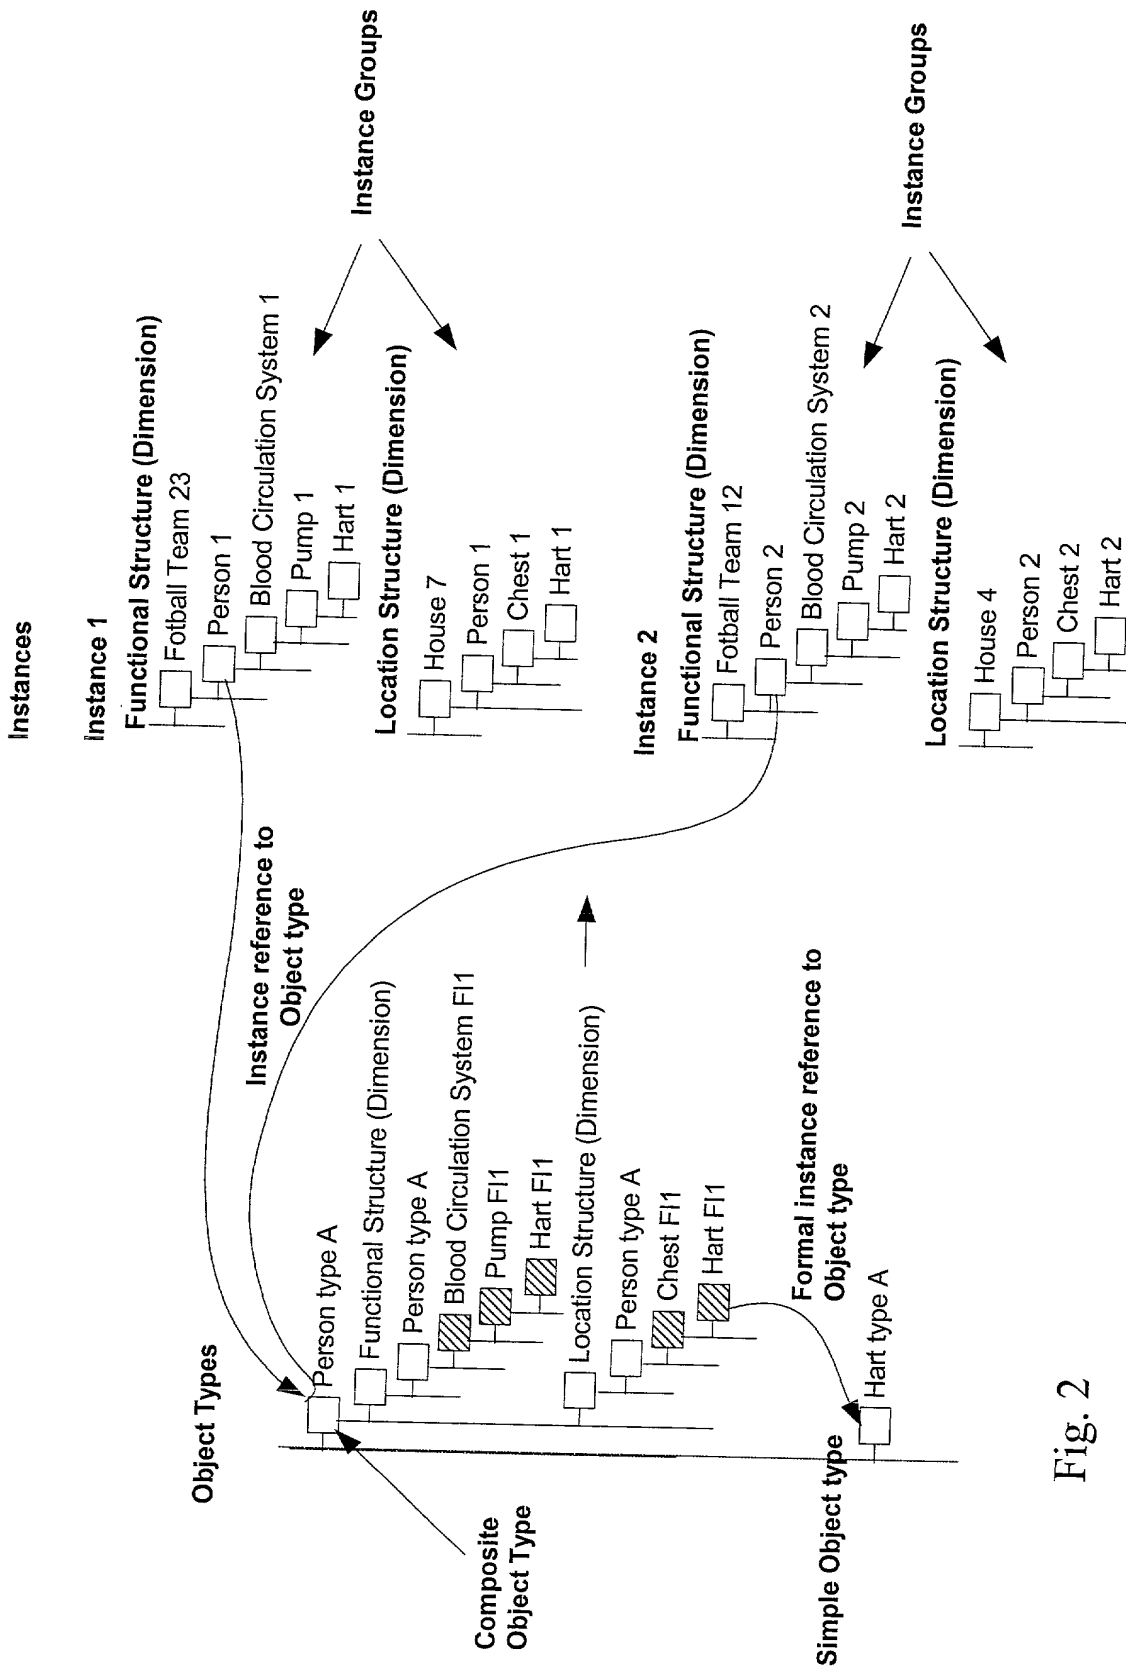 Object Types
Person type A
Functional Structure (Dimension)
Person type A
Blood Circulation System FI1
Pump FI1
Hart FI1
Location Structure (Dimension)
Person type A
Chest FI1
Hart FI1
Composite
Object Type
Simple Object type
Hart type A
Formal instance reference to
Object type
Instance reference to
Object type
Instances
Instance 1
Functional Structure (Dimension)
Fotball Team 23
Person 1
Blood Circulation System 1
Pump 1
Hart 1
Location Structure (Dimension)
House 7
Person 1
Chest 1
Hart 1
Instance Groups
Instance 2
Functional Structure (Dimension)
Fotball Team 12
Person 2
Blood Circulation System 2
Pump 2
Hart 2
Location Structure (Dimension)
House 4
Person 2
Chest 2
Hart 2
Instance Groups
Fig. 2